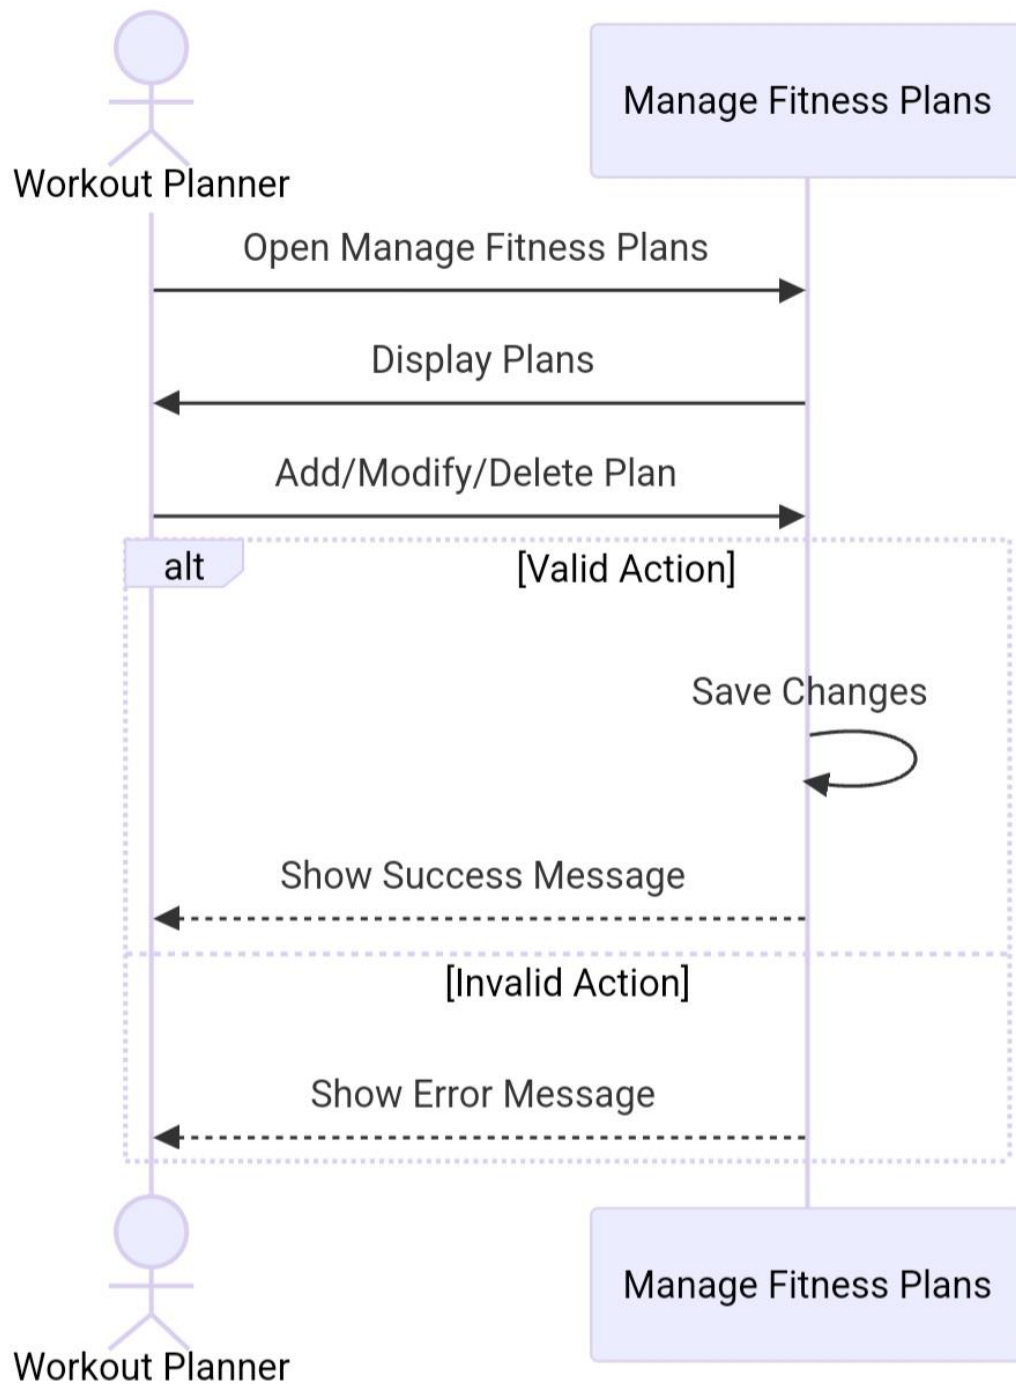 Manage Fitness Plans
Workout Planner
Open Manage Fitness Plans
Display Plans
Add/Modify/Delete Plan
alt
[Valid Action]
Save Changes
Show Success Message
[Invalid Action]
Show Error Message
Manage Fitness Plans
Workout Planner